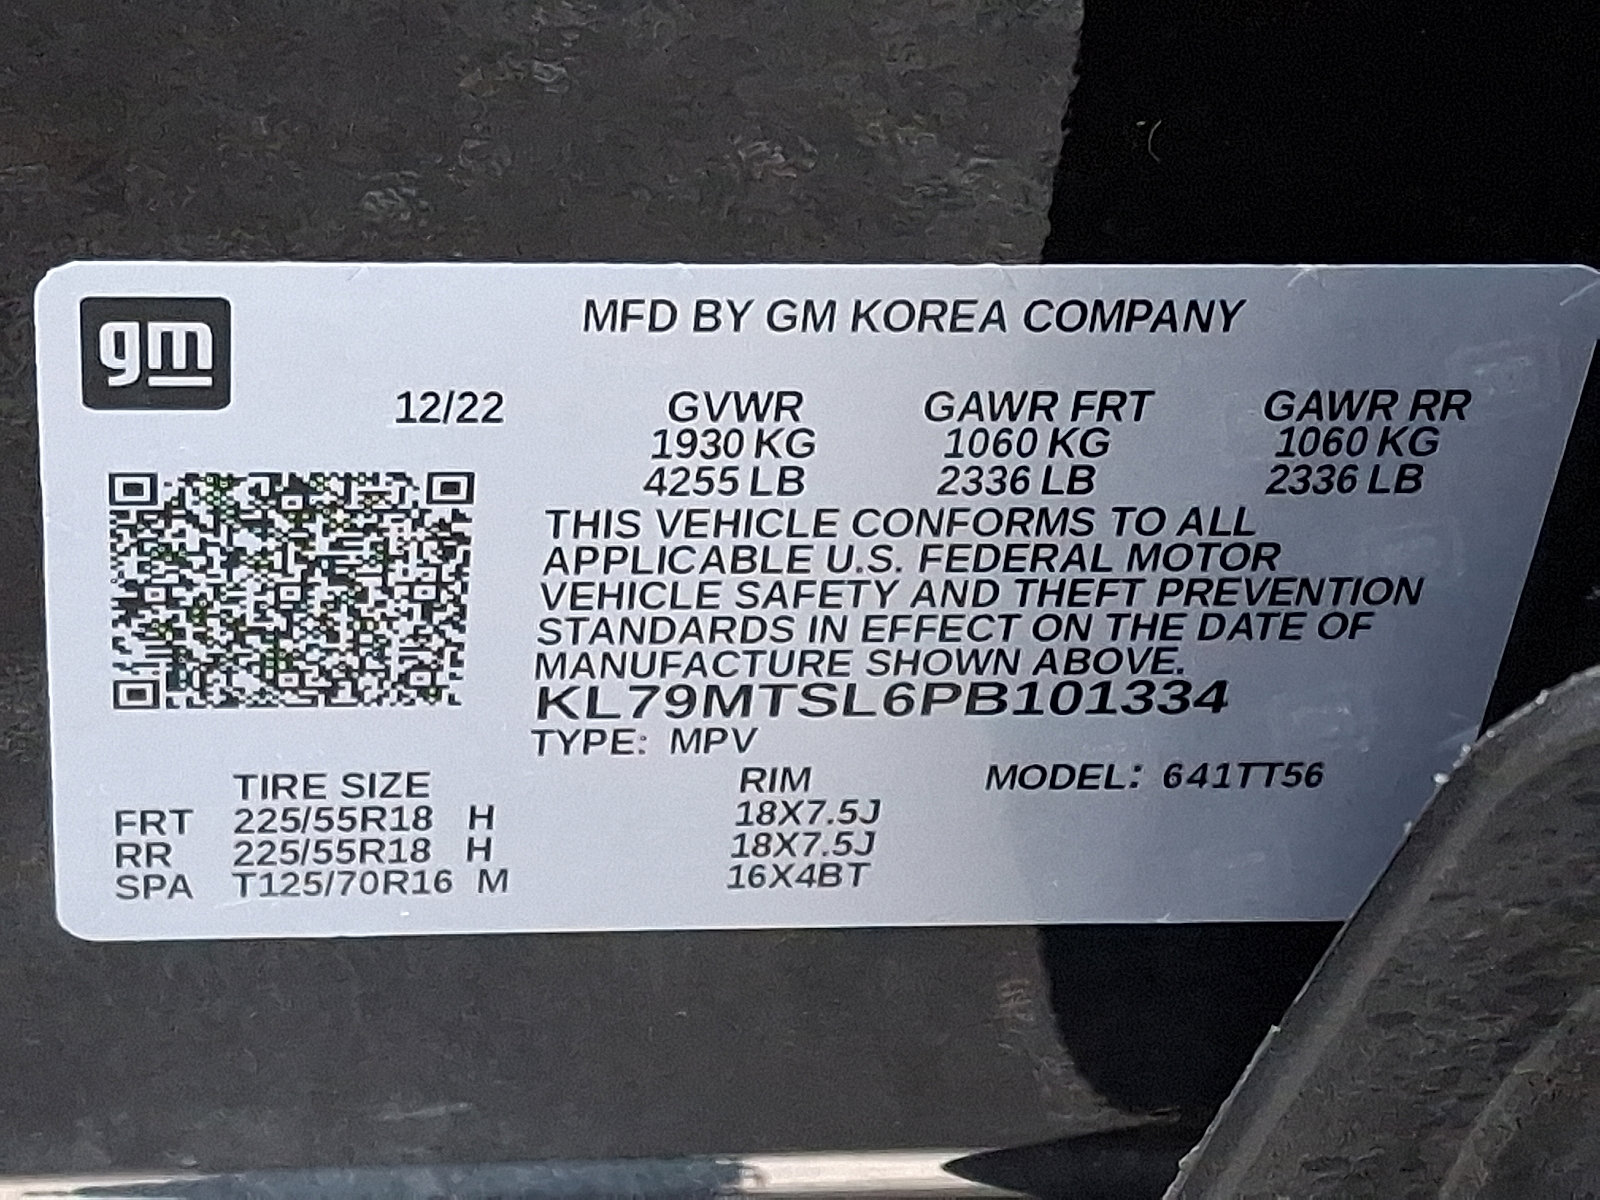 gm
MFD BY GM KOREA COMPANY
12/22 GVWR GAWR FRT GAWR RR
1930 KG 1060 KG 1060 KG
4255 LB 2336 LB 2336 LB
THIS VEHICLE CONFORMS TO ALL
APPLICABLE U.S. FEDERAL MOTOR
VEHICLE SAFETY AND THEFT PREVENTION
STANDARDS IN EFFECT ON THE DATE OF
MANUFACTURE SHOWN ABOVE.
KL79MTSL6PB101334
TYPE: MPV
TIRE SIZE RIM MODEL: 641TT56
FRT 225/55R18 H 18X7.5J
RR 225/55R18 H 18X7.5J
SPA T125/70R16 M 16X4BT